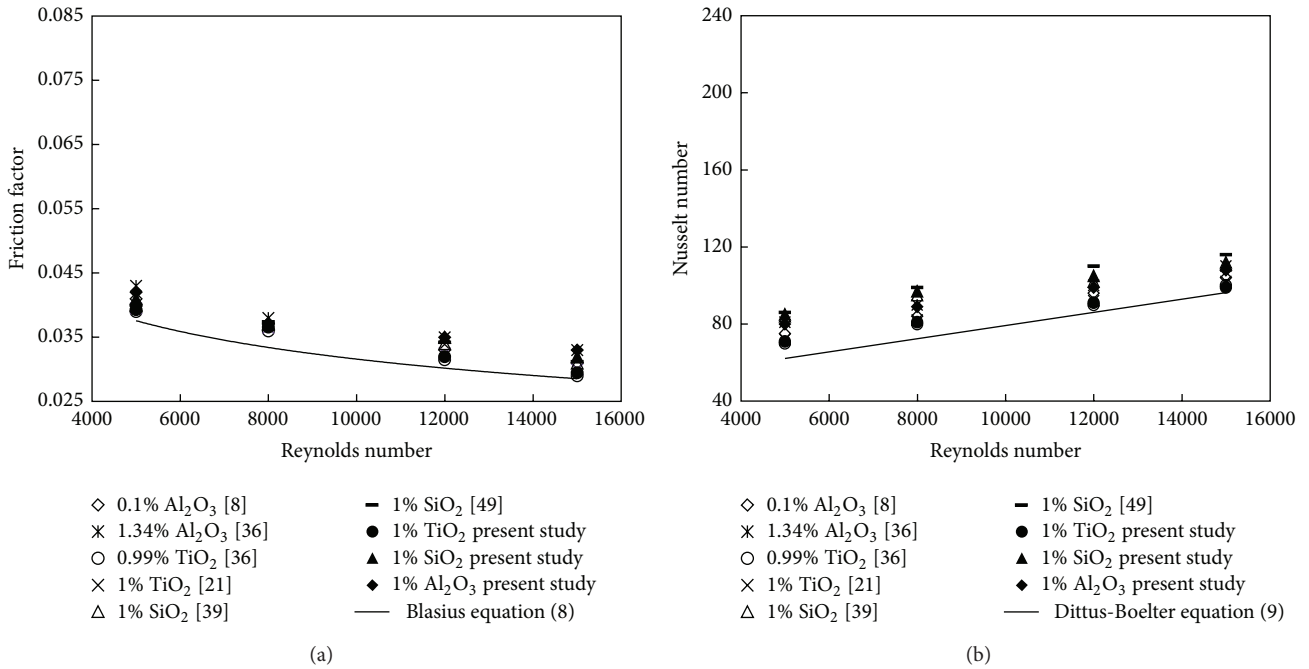 0.085
0.075
0.065
0.055
0.045
0.035
0.025
Friction factor
4000 6000 8000 10000 12000 14000 16000
Reynolds number
0.1% Al₂O₃ [8]
1.34% Al₂O₃ [36]
0.99% TiO₂ [36]
1% TiO₂ [21]
1% SiO₂ [39]
1% SiO₂ [49]
1% TiO₂ present study
1% SiO₂ present study
1% Al₂O₃ present study
Blasius equation (8)
(a)
240
200
160
120
80
40
Nusselt number
4000 6000 8000 10000 12000 14000 16000
Reynolds number
0.1% Al₂O₃ [8]
1.34% Al₂O₃ [36]
0.99% TiO₂ [36]
1% TiO₂ [21]
1% SiO₂ [39]
1% SiO₂ [49]
1% TiO₂ present study
1% SiO₂ present study
1% Al₂O₃ present study
Dittus-Boelter equation (9)
(b)